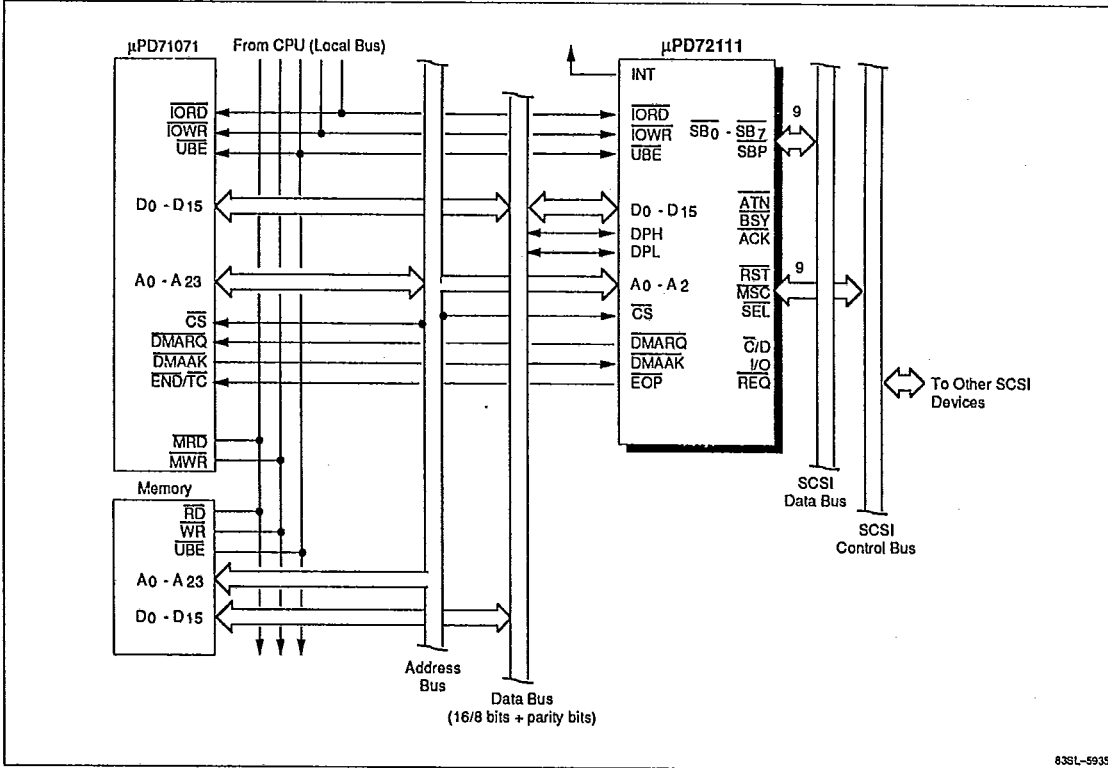 μPD71071
From CPU (Local Bus)
IORD
IOWR
UBE
D0 - D15
A0 - A23
CS
DMARQ
DMAAK
END/TC
MRD
MWR
Memory
RD
WR
UBE
A0 - A23
D0 - D15
Address
Bus
Data Bus
(16/8 bits + parity bits)
μPD72111
INT
IORD
IOWR
UBE
D0 - D15
DPH
DPL
A0 - A2
CS
DMARQ
DMAAK
EOP
SB0 - SB7
SBP
ATN
BSY
ACK
RST
MSC
SEL
C/D
I/O
REQ
9
9
To Other SCSI
Devices
SCSI
Data Bus
SCSI
Control Bus
83SL-5935